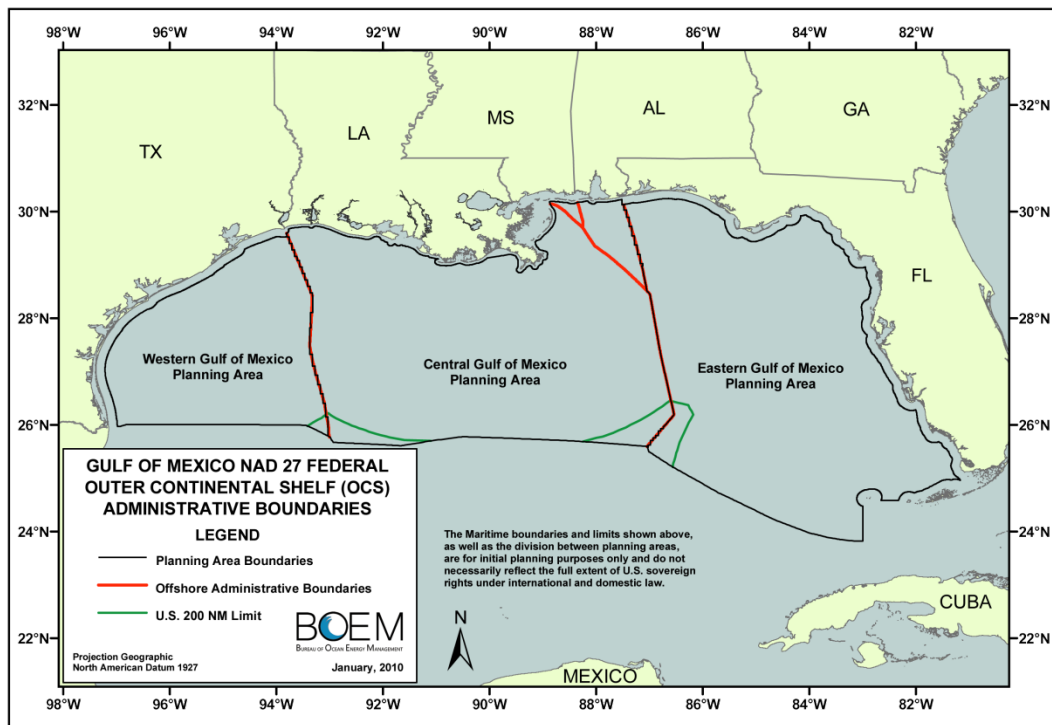 98°W 96°W 94°W 92°W 90°W 88°W 86°W 84°W 82°W
32°N 32°N
MS AL GA
LA
TX
30°N 30°N
FL
28°N 28°N
Western Gulf of Mexico
Planning Area
Central Gulf of Mexico
Planning Area
Eastern Gulf of Mexico
Planning Area
26°N 26°N
GULF OF MEXICO NAD 27 FEDERAL
OUTER CONTINENTAL SHELF (OCS)
ADMINISTRATIVE BOUNDARIES
LEGEND
Planning Area Boundaries
Offshore Administrative Boundaries
U.S. 200 NM Limit
BOEM
BUREAU OF OCEAN ENERGY MANAGEMENT
Projection Geographic
North American Datum 1927
January, 2010
24°N 24°N
The Maritime boundaries and limits shown above,
as well as the division between planning areas,
are for initial planning purposes only and do not
necessarily reflect the full extent of U.S. sovereign
rights under international and domestic law.
N
CUBA
22°N 22°N
MEXICO
98°W 96°W 94°W 92°W 90°W 88°W 86°W 84°W 82°W